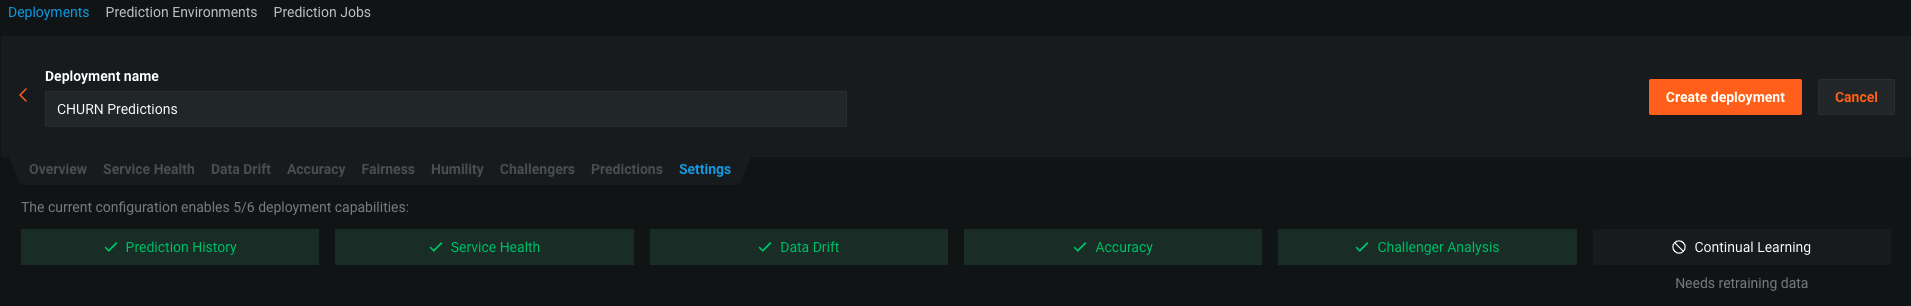 Deployments Prediction Environments Prediction Jobs
Deployment name
CHURN Predictions
Create deployment Cancel
Overview Service Health Data Drift Accuracy Fairness Humility Challengers Predictions Settings
The current configuration enables 5/6 deployment capabilities:
Prediction History Service Health Data Drift Accuracy Challenger Analysis Continual Learning
Needs retraining data